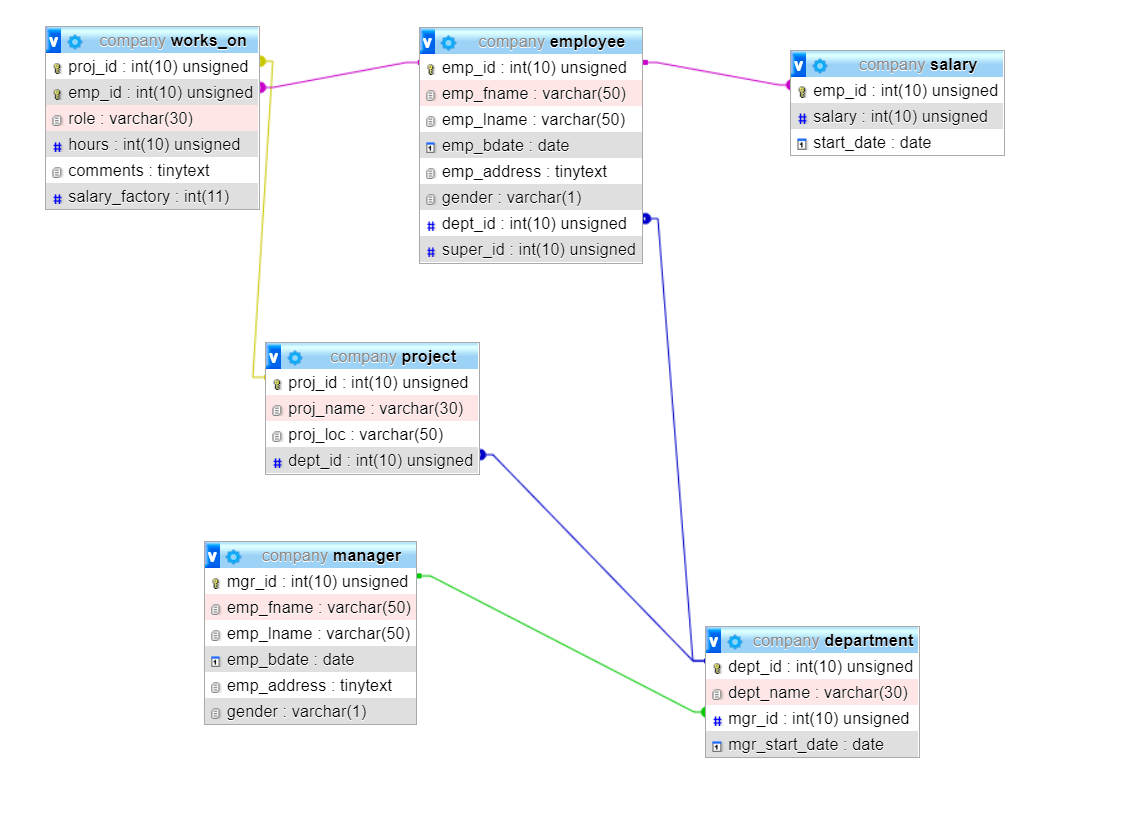 company works_on
proj_id : int(10) unsigned
emp_id : int(10) unsigned
role : varchar(30)
hours : int(10) unsigned
comments : tinytext
salary_factory : int(11)
company employee
emp_id : int(10) unsigned
emp_fname : varchar(50)
emp_lname : varchar(50)
emp_bdate : date
emp_address : tinytext
gender : varchar(1)
dept_id : int(10) unsigned
super_id : int(10) unsigned
company salary
emp_id : int(10) unsigned
salary : int(10) unsigned
start_date : date
company project
proj_id : int(10) unsigned
proj_name : varchar(30)
proj_loc : varchar(50)
dept_id : int(10) unsigned
company manager
mgr_id : int(10) unsigned
emp_fname : varchar(50)
emp_lname : varchar(50)
emp_bdate : date
emp_address : tinytext
gender : varchar(1)
company department
dept_id : int(10) unsigned
dept_name : varchar(30)
mgr_id : int(10) unsigned
mgr_start_date : date